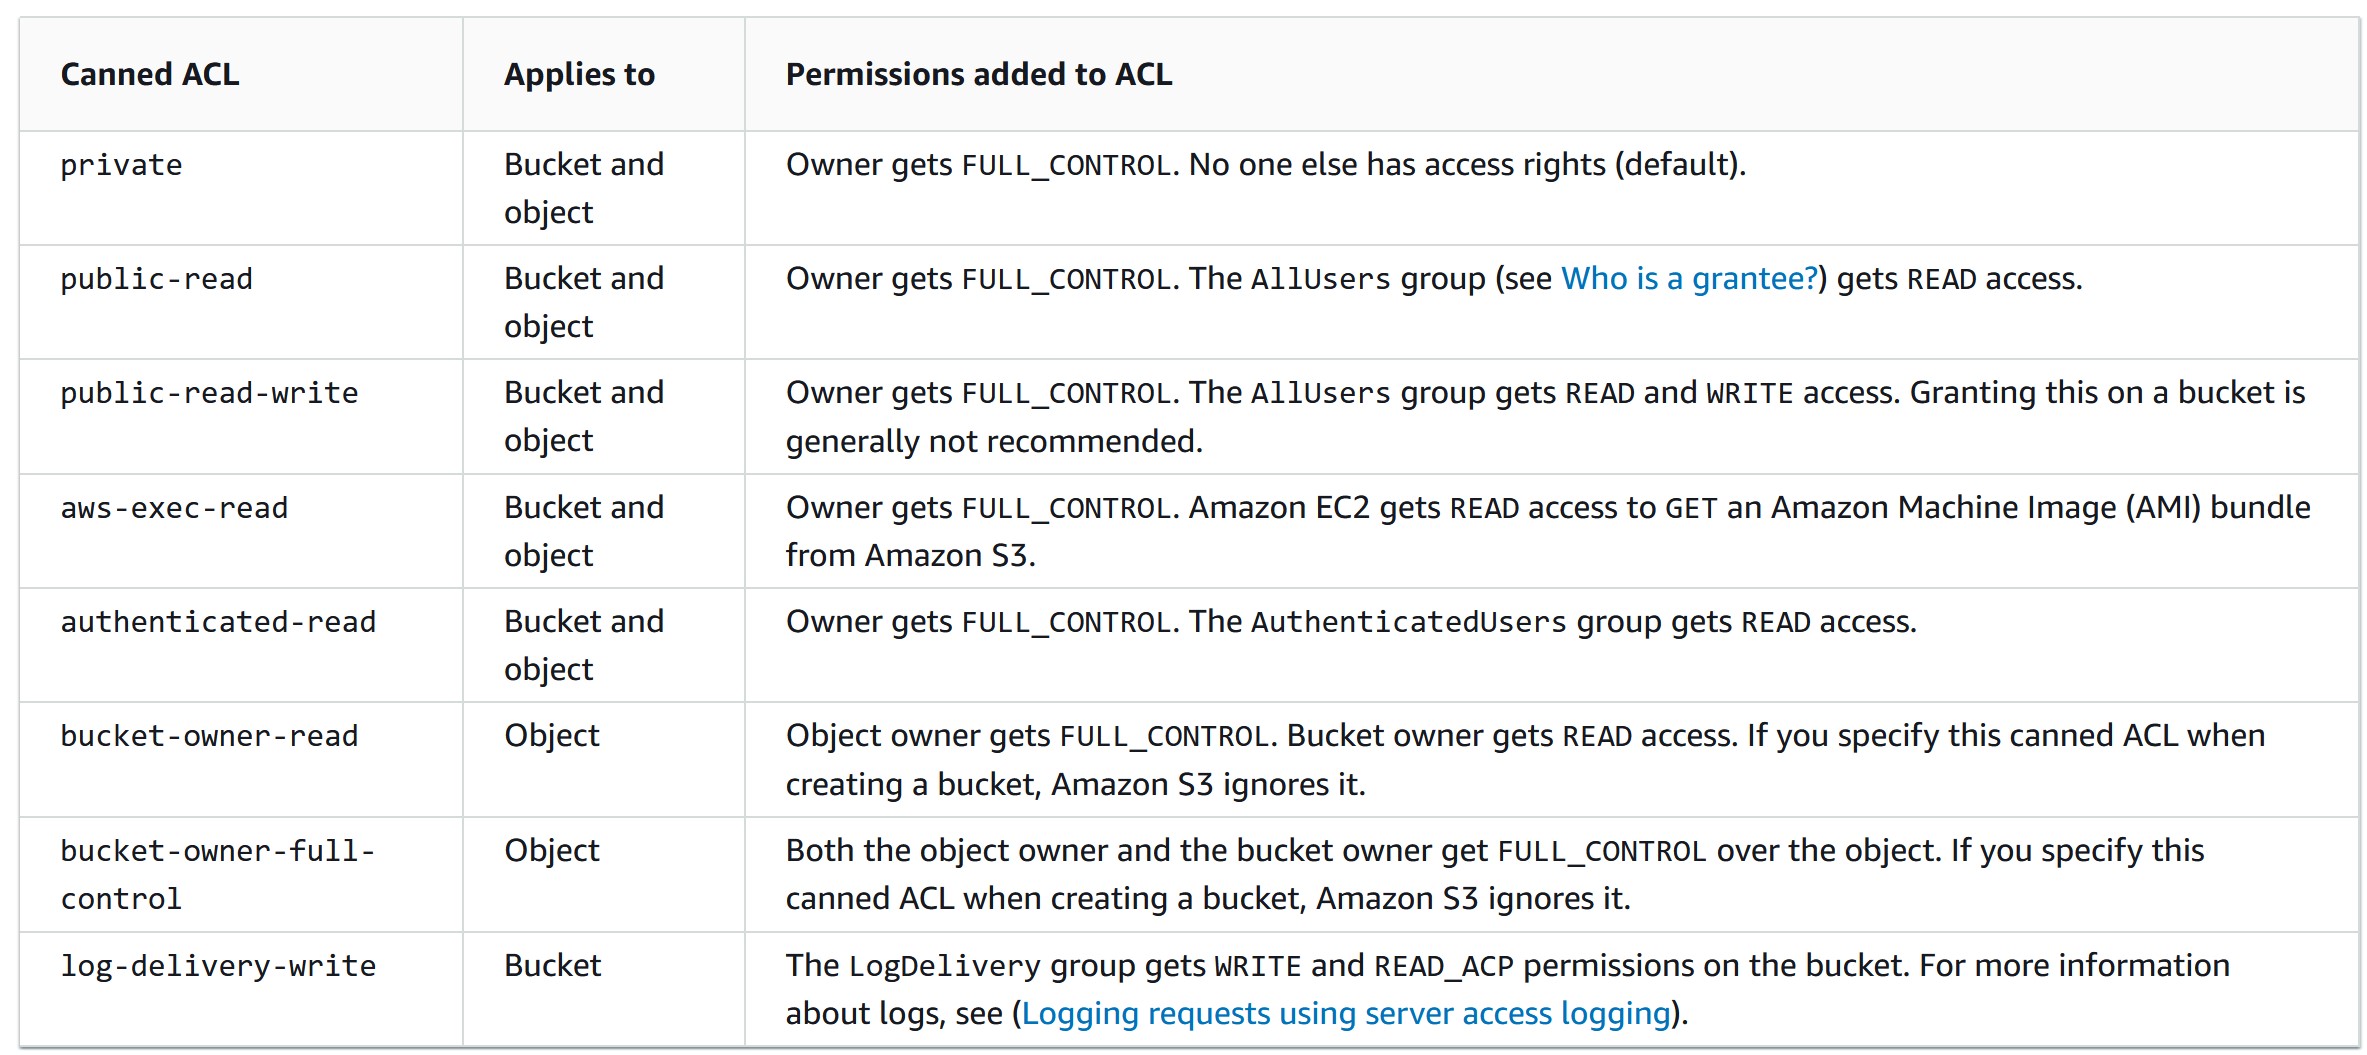 Canned ACL Applies to Permissions added to ACL
private Bucket and Owner gets FULL_CONTROL. No one else has access rights (default).
object
public-read Bucket and Owner gets FULL_CONTROL. The AllUsers group (see Who is a grantee?) gets READ access.
object
public-read-write Bucket and Owner gets FULL_CONTROL. The AllUsers group gets READ and WRITE access. Granting this on a bucket is
object generally not recommended.
aws-exec-read Bucket and Owner gets FULL_CONTROL. Amazon EC2 gets READ access to GET an Amazon Machine Image (AMI) bundle
object from Amazon S3.
authenticated-read Bucket and Owner gets FULL_CONTROL. The AuthenticatedUsers group gets READ access.
object
bucket-owner-read Object Object owner gets FULL_CONTROL. Bucket owner gets READ access. If you specify this canned ACL when
creating a bucket, Amazon S3 ignores it.
bucket-owner-full- Object Both the object owner and the bucket owner get FULL_CONTROL over the object. If you specify this
control canned ACL when creating a bucket, Amazon S3 ignores it.
log-delivery-write Bucket The LogDelivery group gets WRITE and READ_ACP permissions on the bucket. For more information
about logs, see (Logging requests using server access logging).